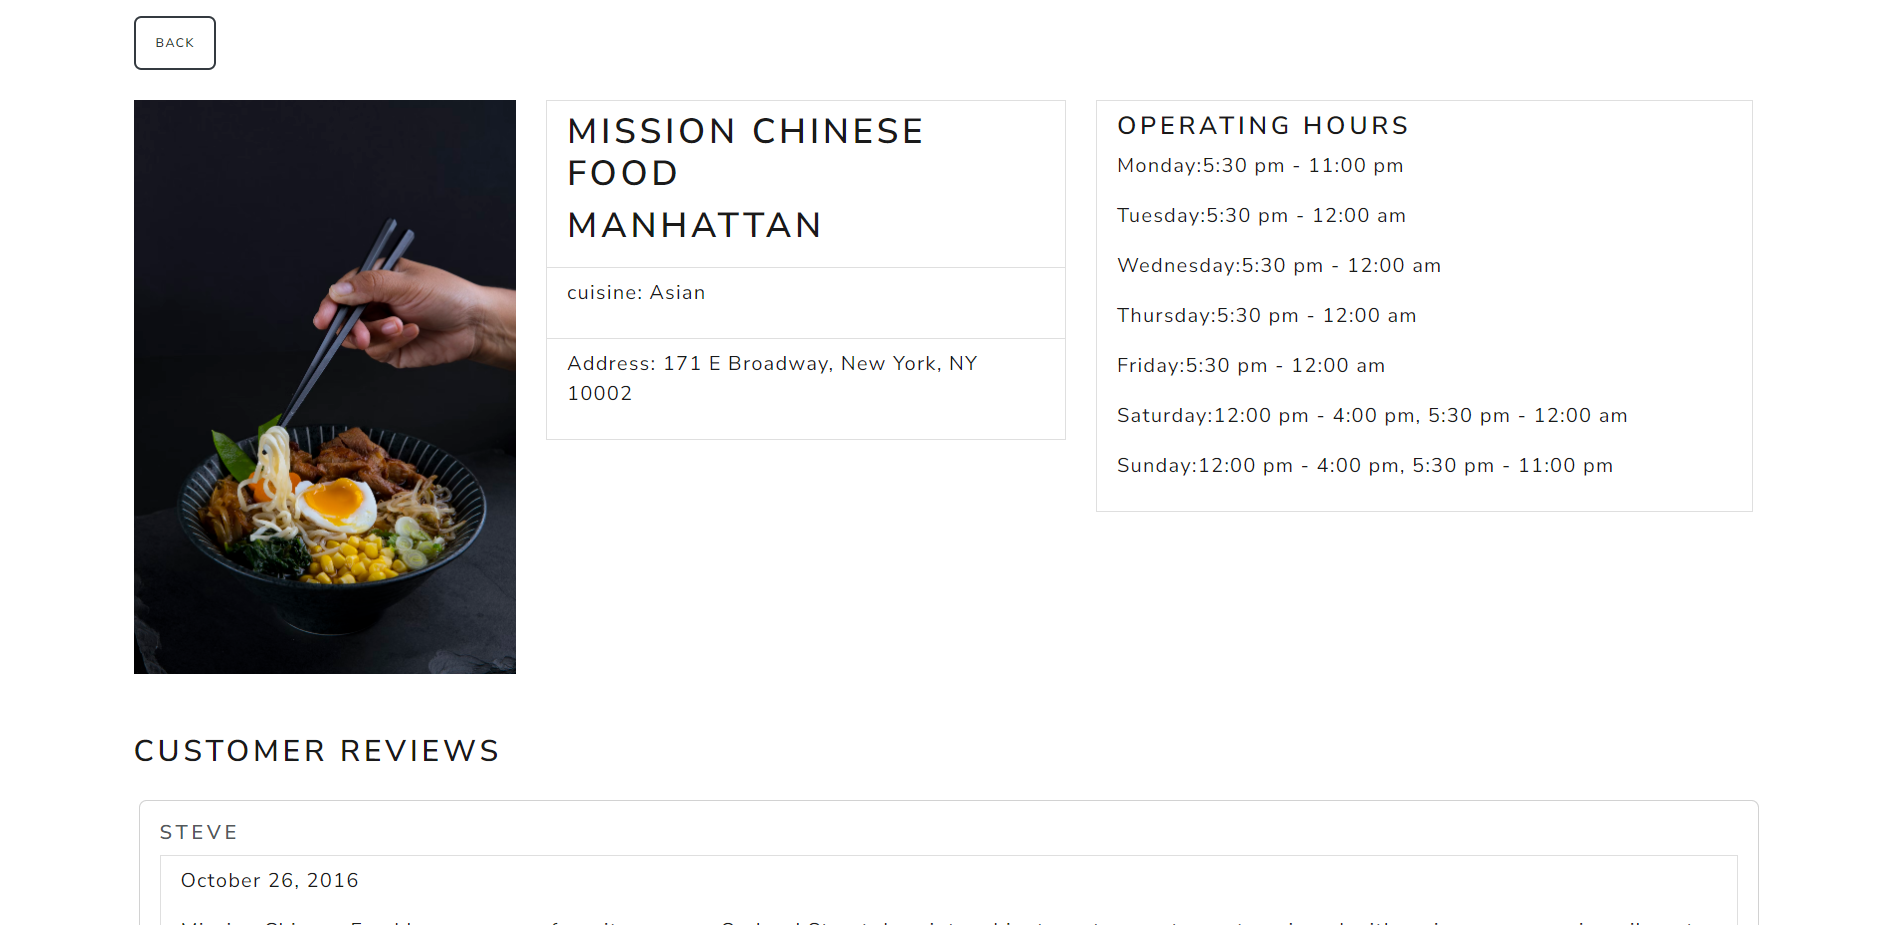 BACK
MISSION CHINESE
FOOD
MANHATTAN
cuisine: Asian
Address: 171 E Broadway, New York, NY
10002
OPERATING HOURS
Monday:5:30 pm - 11:00 pm
Tuesday:5:30 pm - 12:00 am
Wednesday:5:30 pm - 12:00 am
Thursday:5:30 pm - 12:00 am
Friday:5:30 pm - 12:00 am
Saturday:12:00 pm - 4:00 pm, 5:30 pm - 12:00 am
Sunday:12:00 pm - 4:00 pm, 5:30 pm - 11:00 pm
CUSTOMER REVIEWS
STEVE
October 26, 2016